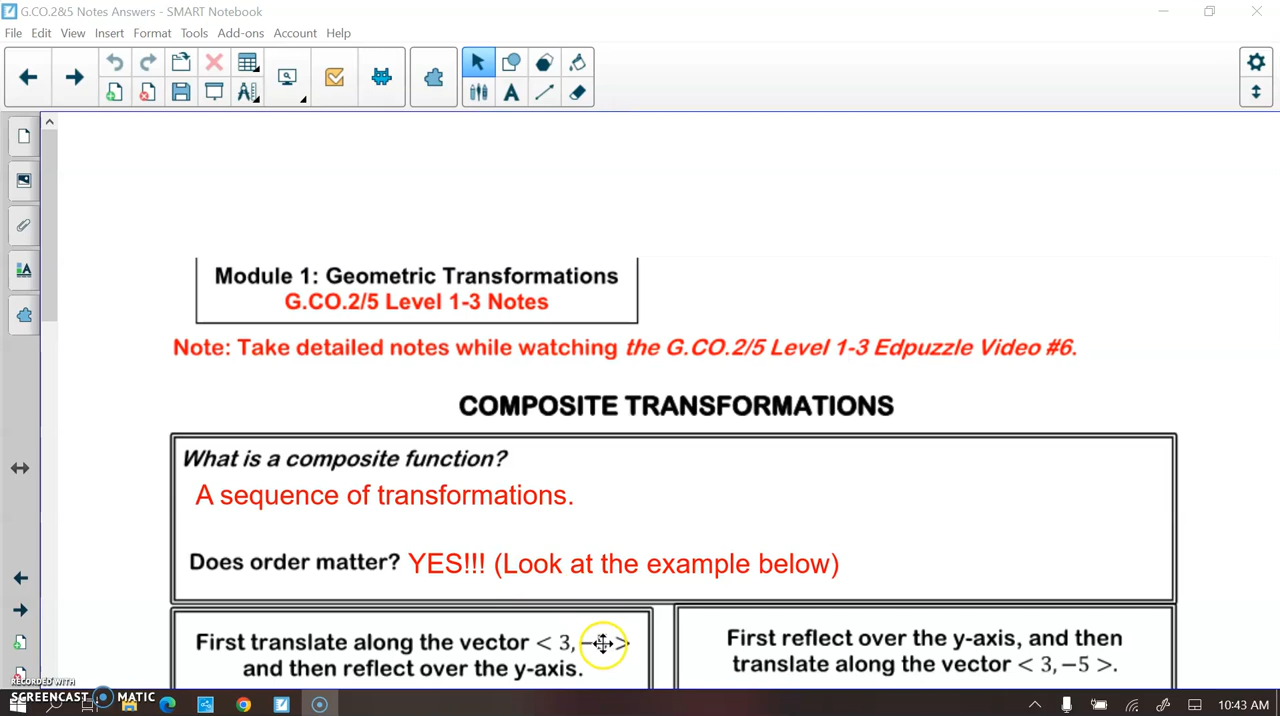 G.CO.2&5 Notes Answers - SMART Notebook
File Edit View Insert Format Tools Add-ons Account Help
Module 1: Geometric Transformations
G.CO.2/5 Level 1-3 Notes
Note: Take detailed notes while watching the G.CO.2/5 Level 1-3 Edpuzzle Video #6.
COMPOSITE TRANSFORMATIONS
What is a composite function?
A sequence of transformations.
Does order matter? YES!!! (Look at the example below)
First translate along the vector < 3, − >
and then reflect over the y-axis.
First reflect over the y-axis, and then
translate along the vector < 3, −5 >.
RECORDED WITH
SCREENCAST MATIC
10:43 AM